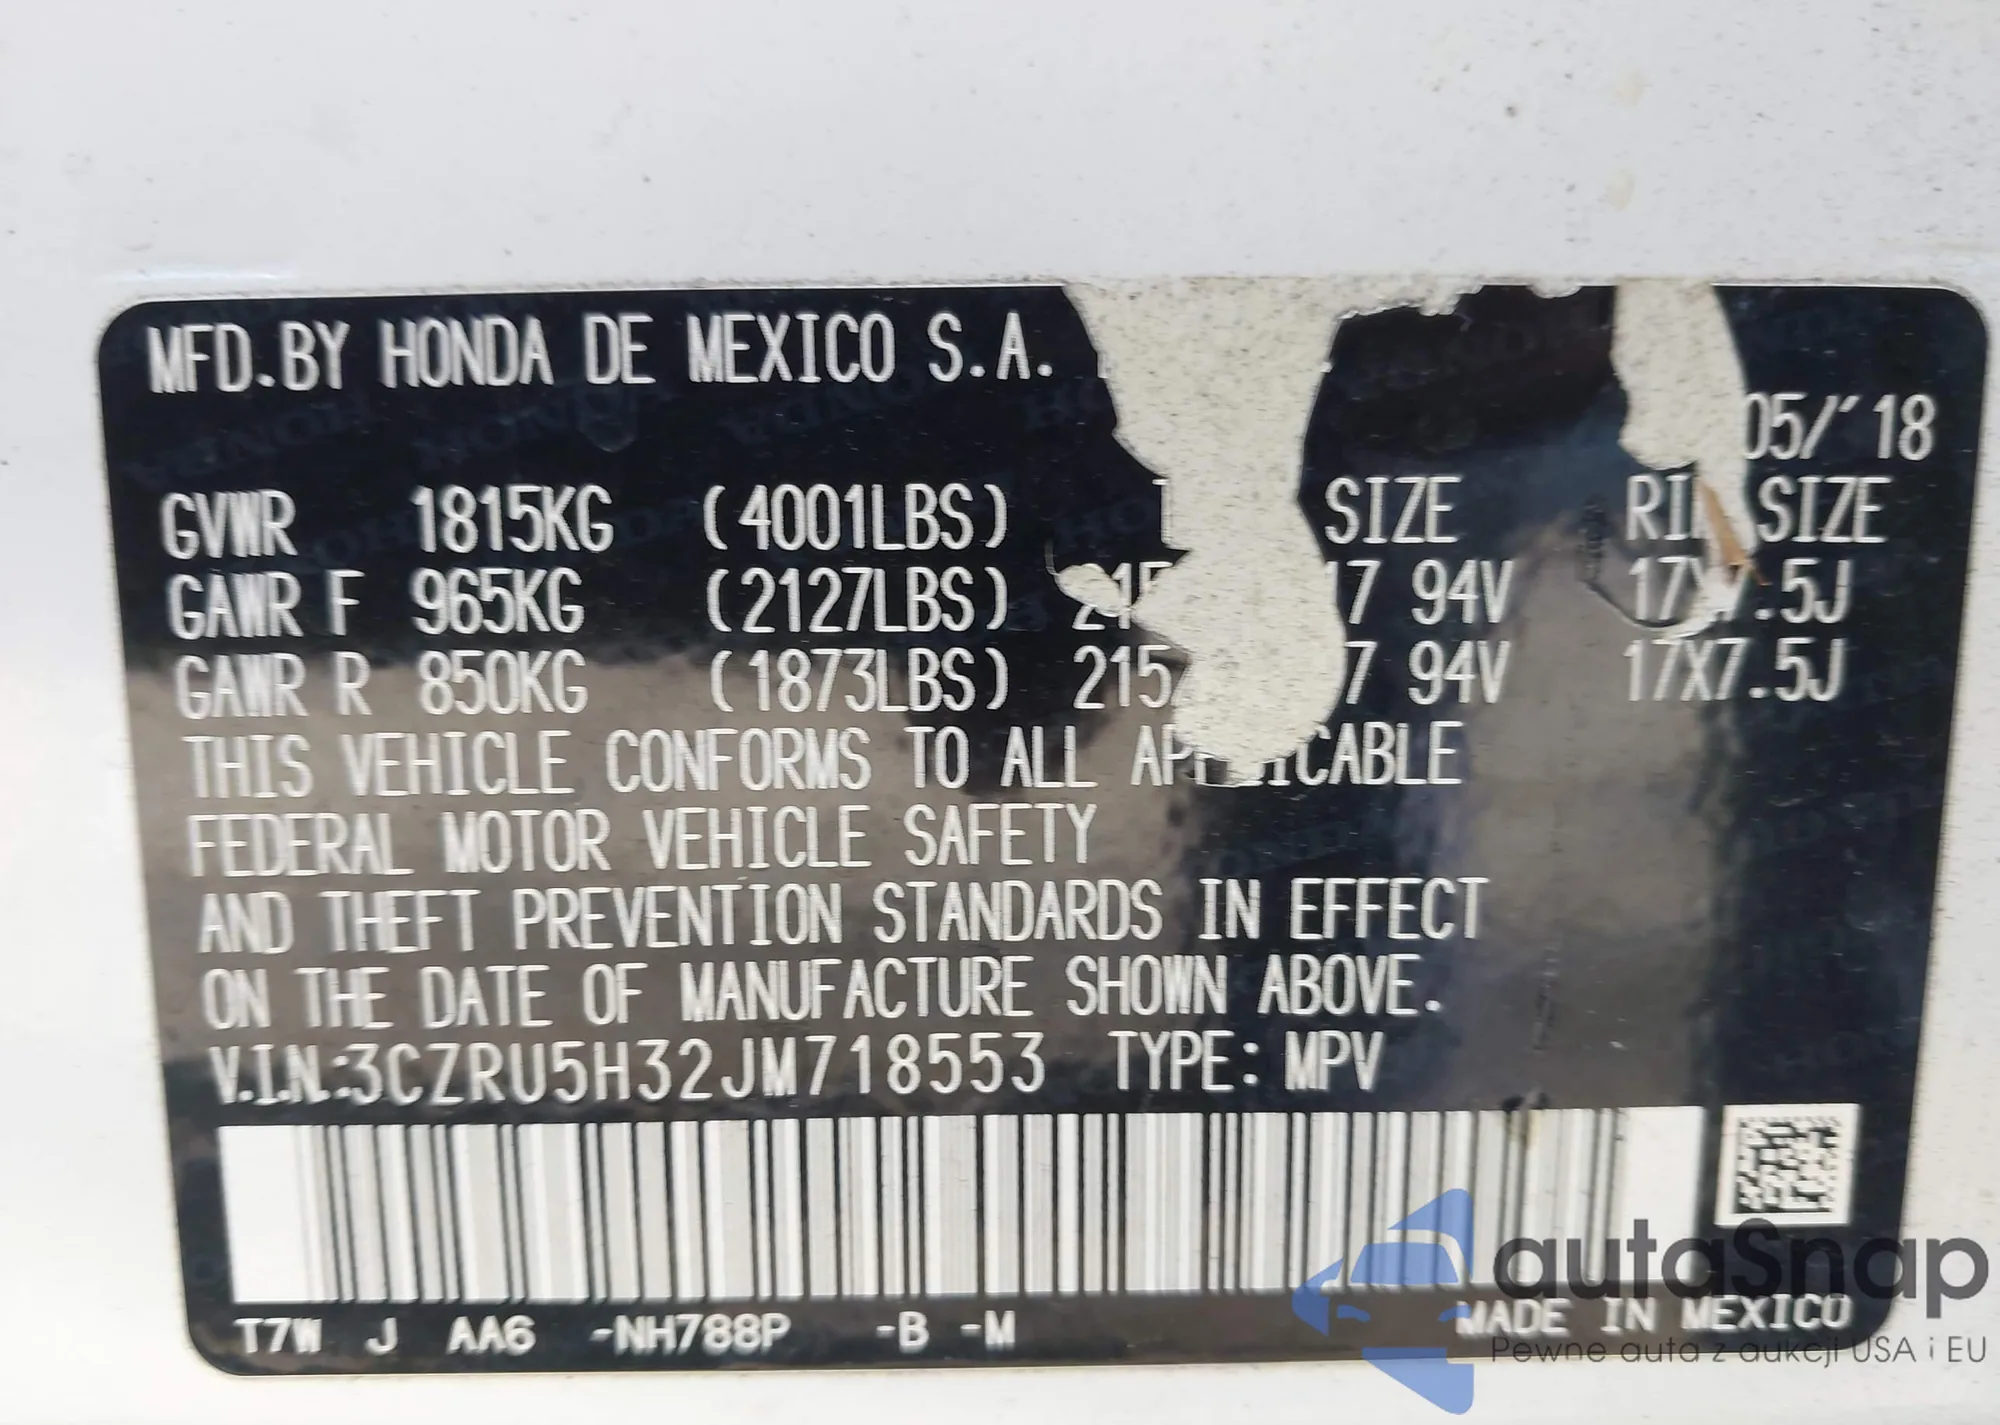 MFD.BY HONDA DE MEXICO S.A.
05/'18
GVWR 1815KG (4001LBS) SIZE SIZE
GAWR F 965KG (2127LBS) 17 94V 17X7.5J
GAWR R 850KG (1873LBS) 215 7 94V 17X7.5J
THIS VEHICLE CONFORMS TO ALL
FEDERAL MOTOR VEHICLE SAFETY
AND THEFT PREVENTION STANDARDS IN EFFECT
ON THE DATE OF MANUFACTURE SHOWN ABOVE.
V.I.N.:3CZRU5H32JM718553 TYPE: MPV
T7W J AA6 -NH788P -B -M MADE IN MEXICO
autaSnap
Pewne auta z aukcji USA i EU